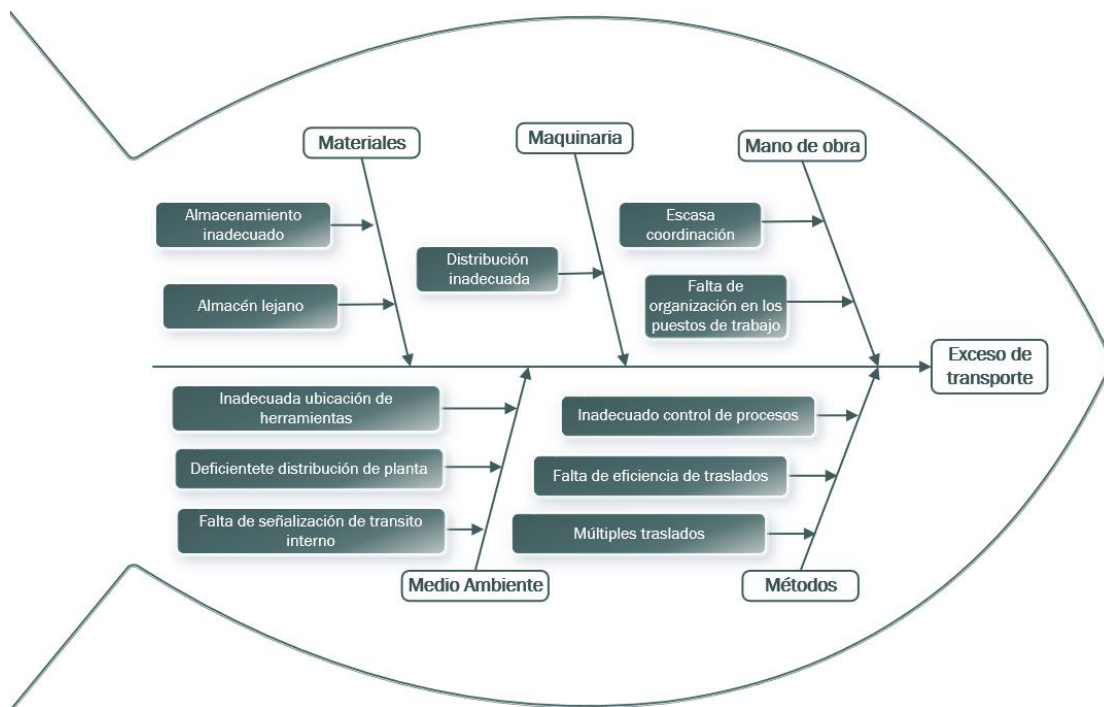 Materiales
Maquinaria
Mano de obra
Almacenamiento
inadecuado
Escasa
coordinación
Distribución
inadecuada
Almacén lejano
Falta de
organización en los
puestos de trabajo
Exceso de
transporte
Inadecuada ubicación de
herramientas
Inadecuado control de procesos
Deficientete distribución de planta
Falta de eficiencia de traslados
Falta de señalización de transito
interno
Múltiples traslados
Medio Ambiente
Métodos